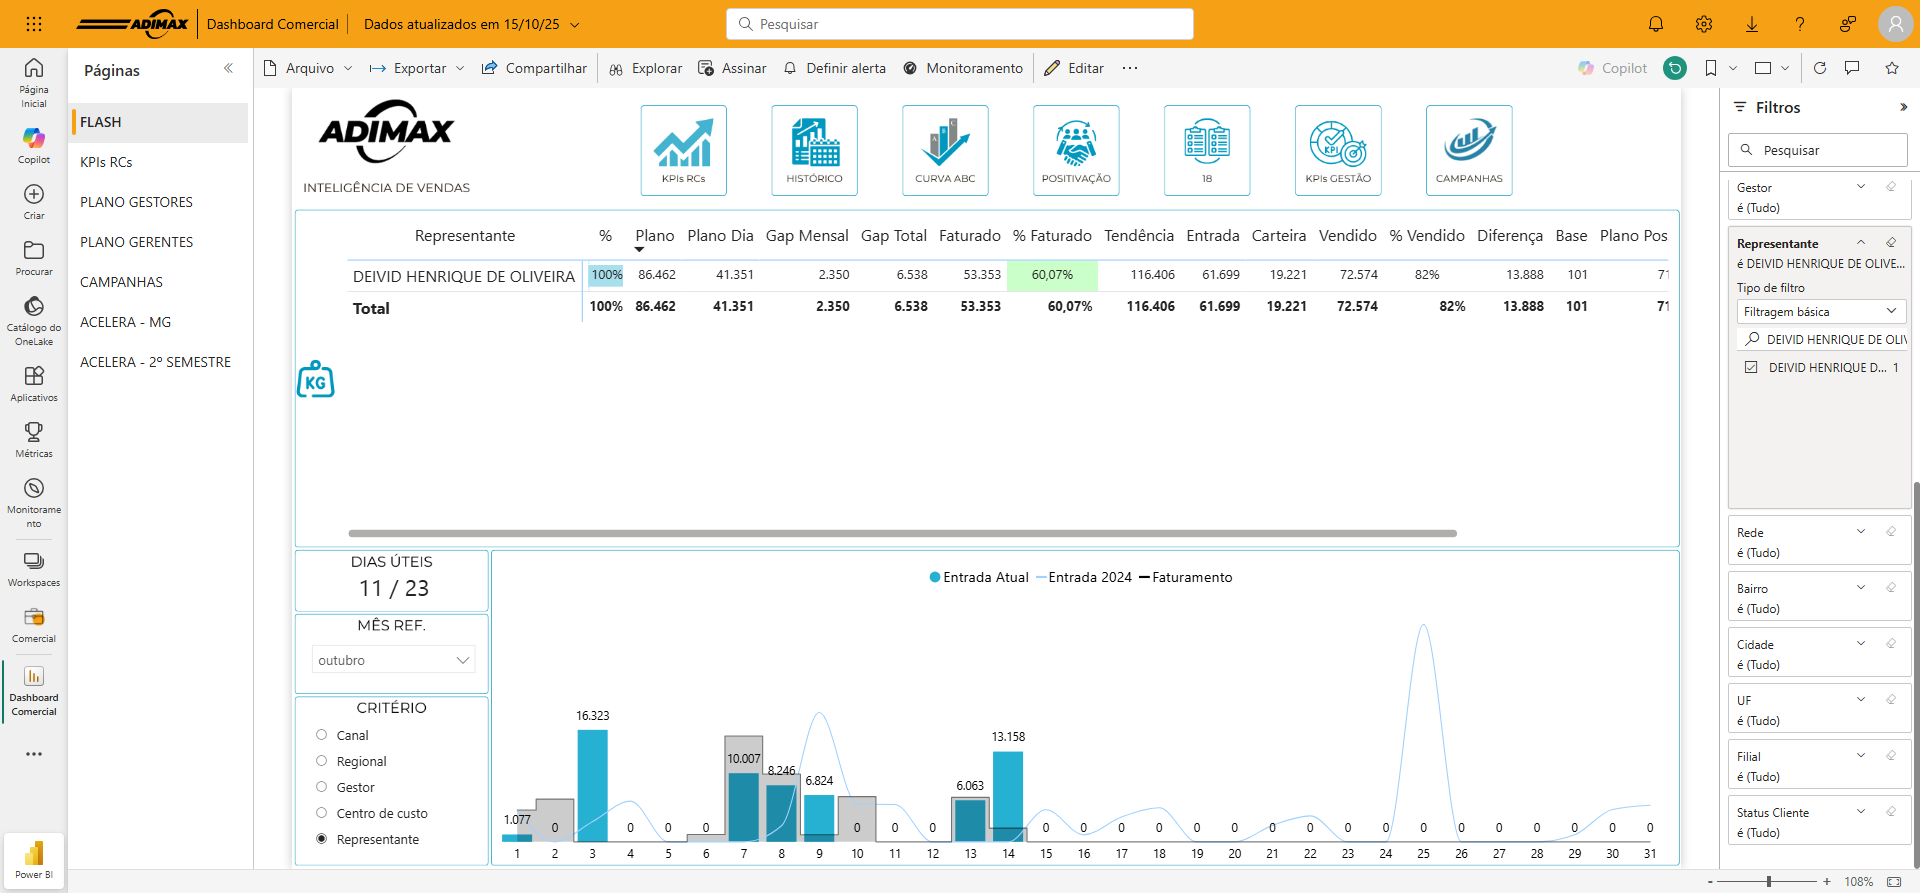 ADIMAX Dashboard Comercial Dados atualizados em 15/10/25
Pesquisar
Página Inicial
Copilot
Criar
Procurar
Catálogo do OneLake
Aplicativos
Métricas
Monitoramento
Workspaces
Comercial
Dashboard Comercial
Power BI
Páginas
FLASH
KPIs RCs
PLANO GESTORES
PLANO GERENTES
CAMPANHAS
ACELERA - MG
ACELERA - 2º SEMESTRE
Arquivo Exportar Compartilhar Explorar Assinar Definir alerta Monitoramento Editar ... Copilot
ADIMAX
INTELIGÊNCIA DE VENDAS
KPIs RCs
HISTÓRICO
A B C
CURVA ABC
POSITIVAÇÃO
18
KPI
KPIs GESTÃO
CAMPANHAS
Representante % Plano Plano Dia Gap Mensal Gap Total Faturado % Faturado Tendência Entrada Carteira Vendido % Vendido Diferença Base Plano Pos
DEIVID HENRIQUE DE OLIVEIRA 100% 86.462 41.351 2.350 6.538 53.353 60,07% 116.406 61.699 19.221 72.574 82% 13.888 101 71
Total 100% 86.462 41.351 2.350 6.538 53.353 60,07% 116.406 61.699 19.221 72.574 82% 13.888 101 71
KG
DIAS ÚTEIS
11 / 23
MÊS REF.
outubro
CRITÉRIO
Canal
Regional
Gestor
Centro de custo
Representante
Entrada Atual Entrada 2024 Faturamento
1.077 0 16.323 0 0 0 10.007 8.246 6.824 0 0 0 6.063 13.158 0 0 0 0 0 0 0 0 0 0 0 0 0 0 0 0 0
1 2 3 4 5 6 7 8 9 10 11 12 13 14 15 16 17 18 19 20 21 22 23 24 25 26 27 28 29 30 31
Filtros
Pesquisar
Gestor
é (Tudo)
Representante
é DEIVID HENRIQUE DE OLIVE...
Tipo de filtro
Filtragem básica
DEIVID HENRIQUE DE OLIV
DEIVID HENRIQUE D... 1
Rede
é (Tudo)
Bairro
é (Tudo)
Cidade
é (Tudo)
UF
é (Tudo)
Filial
é (Tudo)
Status Cliente
é (Tudo)
- + 108%